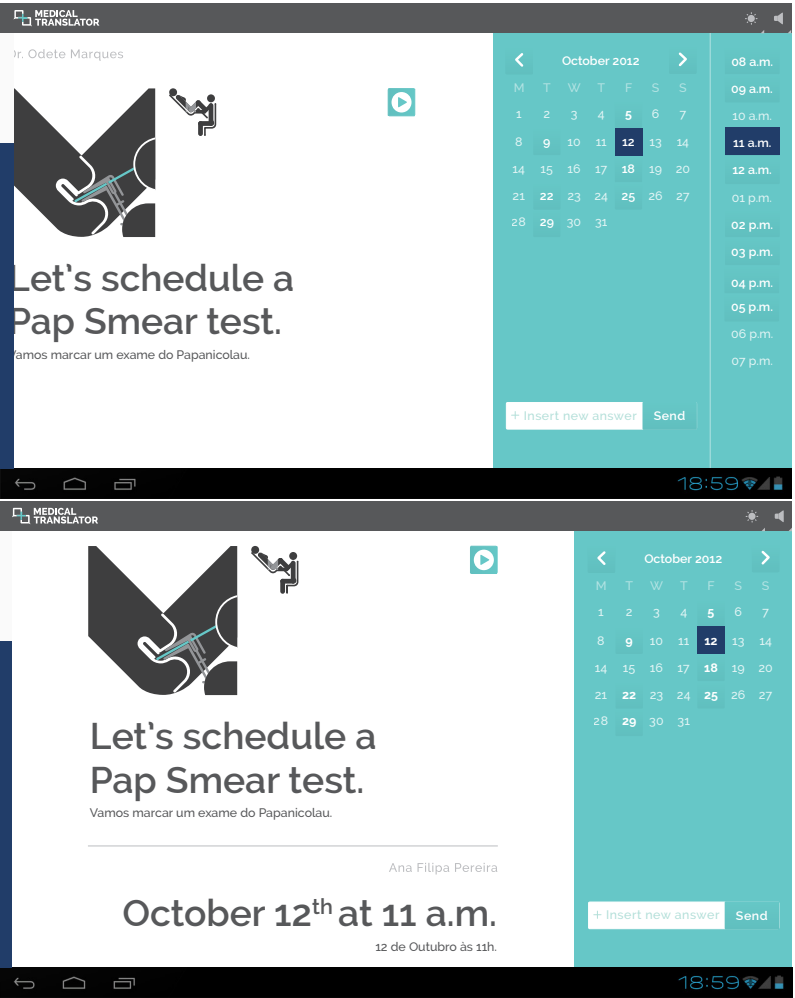 MEDICAL
TRANSLATOR
Dr. Odete Marques
Let's schedule a
Pap Smear test.
Vamos marcar um exame do Papanicolau.
October 2012
M T W T F S S
1 2 3 4 5 6 7
8 9 10 11 12 13 14
14 15 16 17 18 19 20
21 22 23 24 25 26 27
28 29 30 31
+ Insert new answer Send
08 a.m.
09 a.m.
10 a.m.
11 a.m.
12 a.m.
01 p.m.
02 p.m.
03 p.m.
04 p.m.
05 p.m.
06 p.m.
07 p.m.
18:59
MEDICAL
TRANSLATOR
Let's schedule a
Pap Smear test.
Vamos marcar um exame do Papanicolau.
Ana Filipa Pereira
October 12th at 11 a.m.
12 de Outubro às 11h.
October 2012
M T W T F S S
1 2 3 4 5 6 7
8 9 10 11 12 13 14
14 15 16 17 18 19 20
21 22 23 24 25 26 27
28 29 30 31
+ Insert new answer Send
18:59